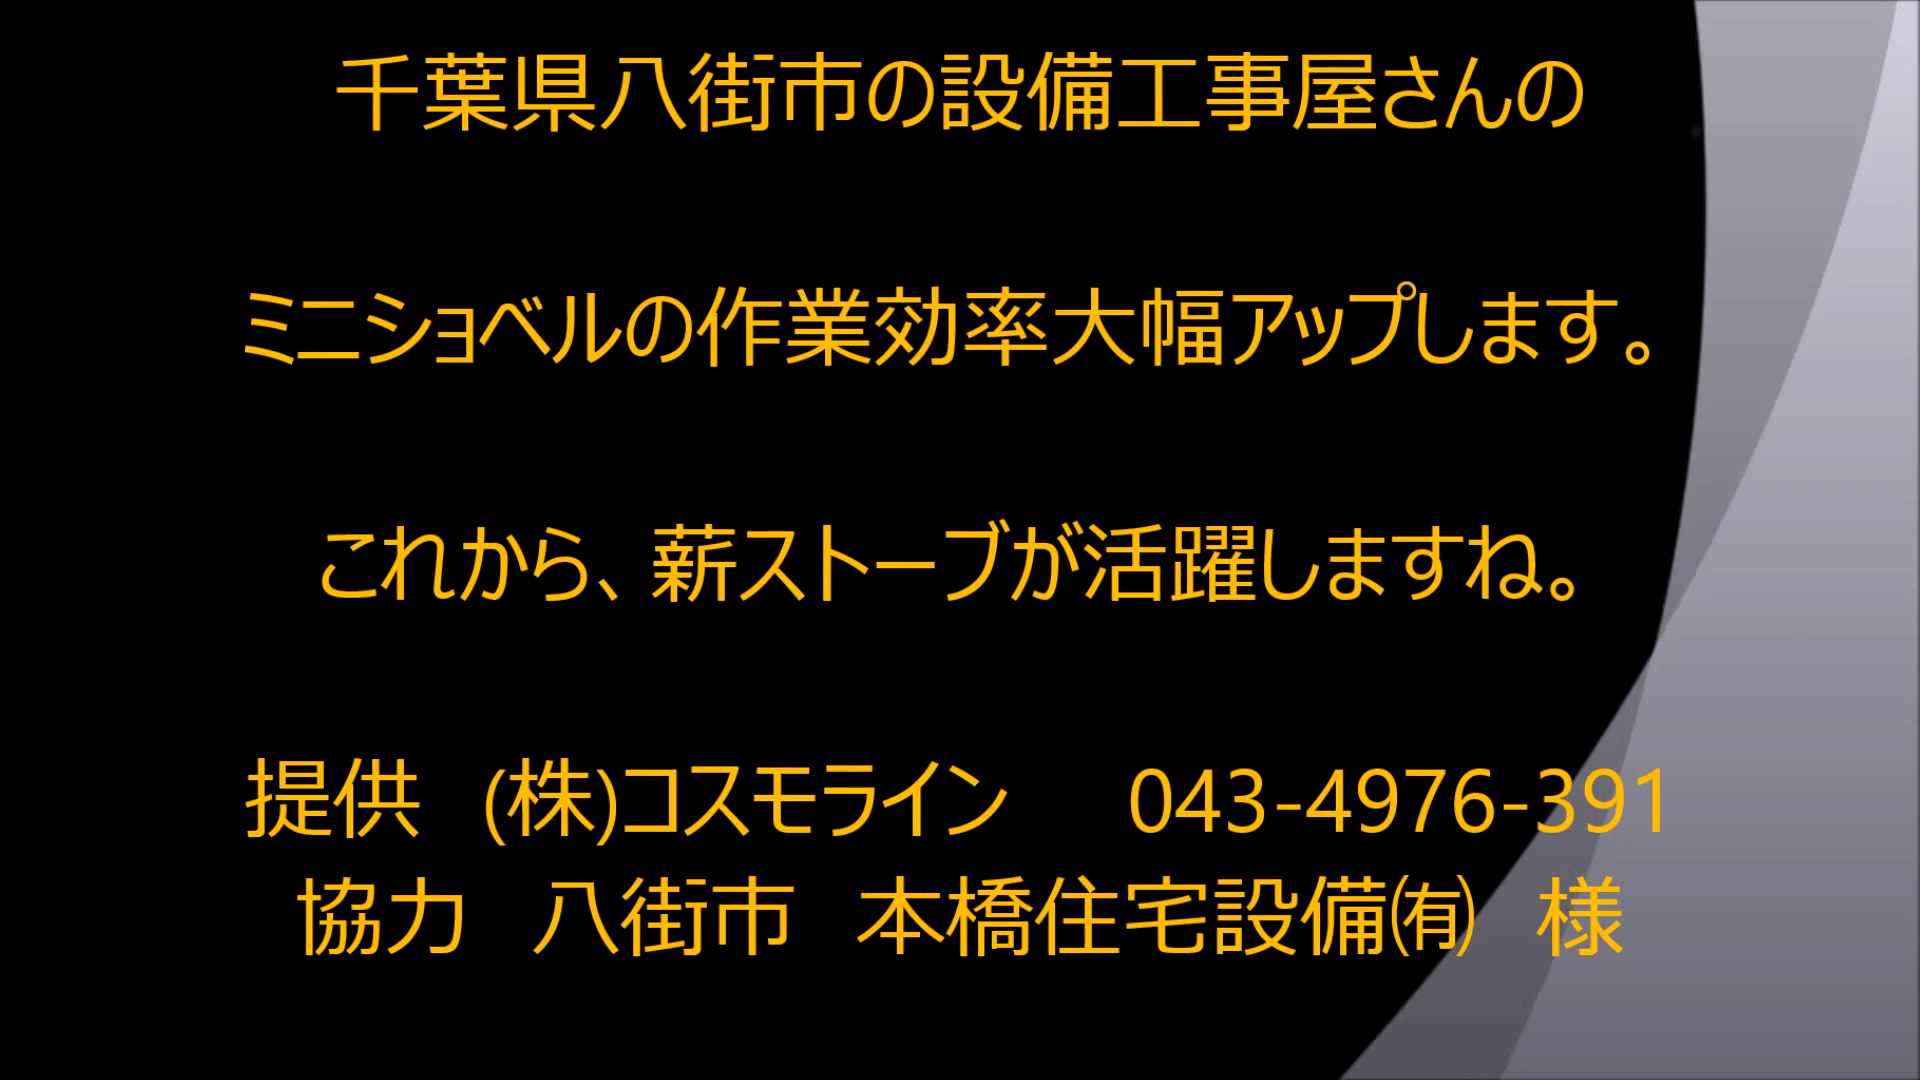 千葉県八街市の設備工事屋さんの
ミニショベルの作業効率大幅アップします。
これから、薪ストーブが活躍しますね。
提供　(株)コスモライン　　043-4976-391
協力　八街市　本橋住宅設備㈲　様